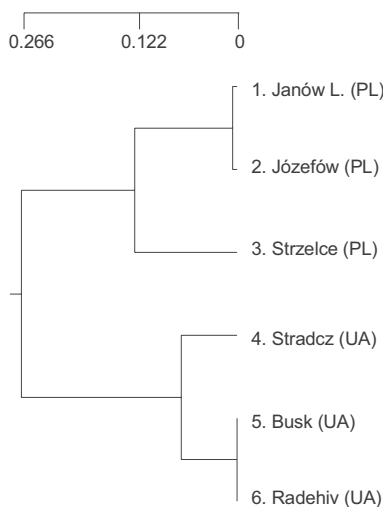 0.266 0.122 0
1. Janów L. (PL)
2. Józefów (PL)
3. Strzelce (PL)
4. Stradcz (UA)
5. Busk (UA)
6. Radehiv (UA)